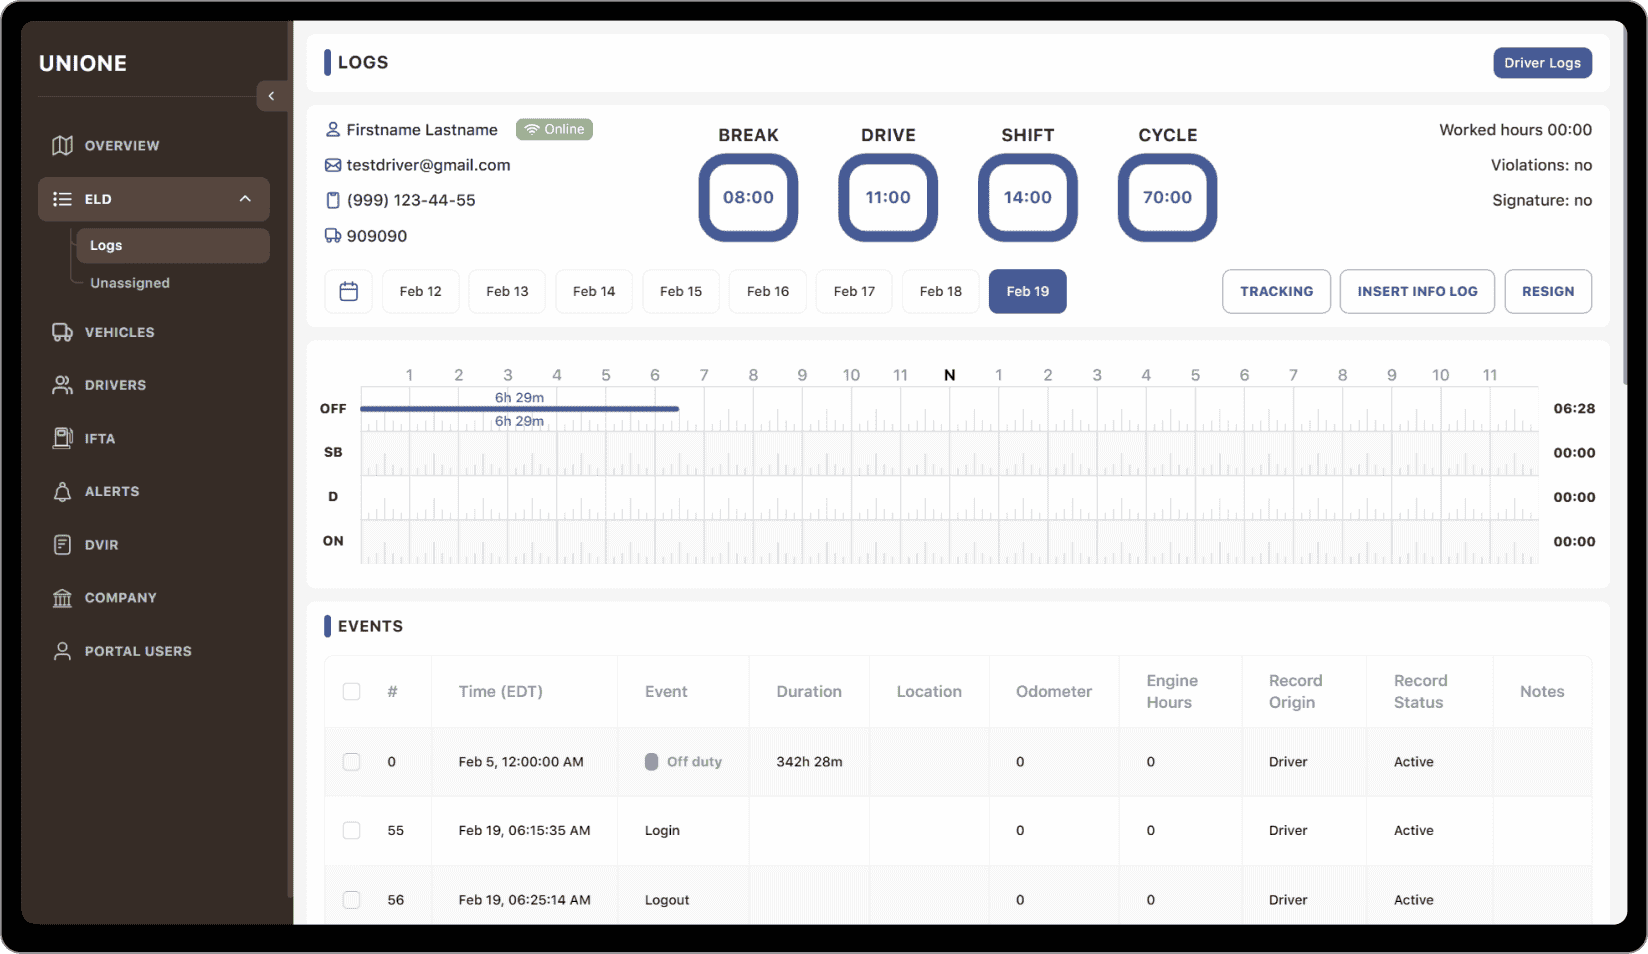 UNIONE
OVERVIEW
ELD
Logs
Unassigned
VEHICLES
DRIVERS
IFTA
ALERTS
DVIR
COMPANY
PORTAL USERS
LOGS
Driver Logs
Firstname Lastname Online
testdriver@gmail.com
(999) 123-44-55
909090
BREAK DRIVE SHIFT CYCLE
08:00 11:00 14:00 70:00
Worked hours 00:00
Violations: no
Signature: no
Feb 12 Feb 13 Feb 14 Feb 15 Feb 16 Feb 17 Feb 18 Feb 19
TRACKING INSERT INFO LOG RESIGN
1 2 3 4 5 6 7 8 9 10 11 N 1 2 3 4 5 6 7 8 9 10 11
6h 29m
OFF 06:28
6h 29m
SB 00:00
D 00:00
ON 00:00
EVENTS
# Time (EDT) Event Duration Location Odometer Engine Hours Record Origin Record Status Notes
0 Feb 5, 12:00:00 AM Off duty 342h 28m 0 0 Driver Active
55 Feb 19, 06:15:35 AM Login 0 0 Driver Active
56 Feb 19, 06:25:14 AM Logout 0 0 Driver Active